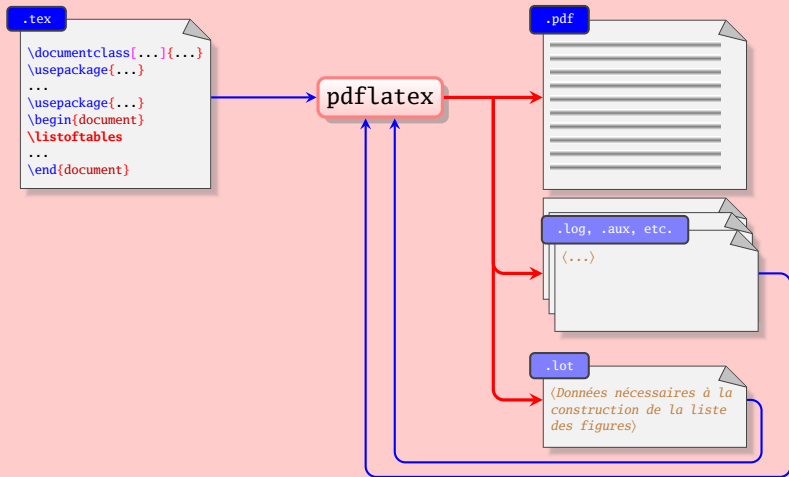 .tex
\documentclass[...]{...}
\usepackage{...}
...
\usepackage{...}
\begin{document}
\listoftables
...
\end{document}
pdflatex
.pdf
.log, .aux, etc.
⟨...⟩
.lot
⟨Données nécessaires à la
construction de la liste
des figures⟩